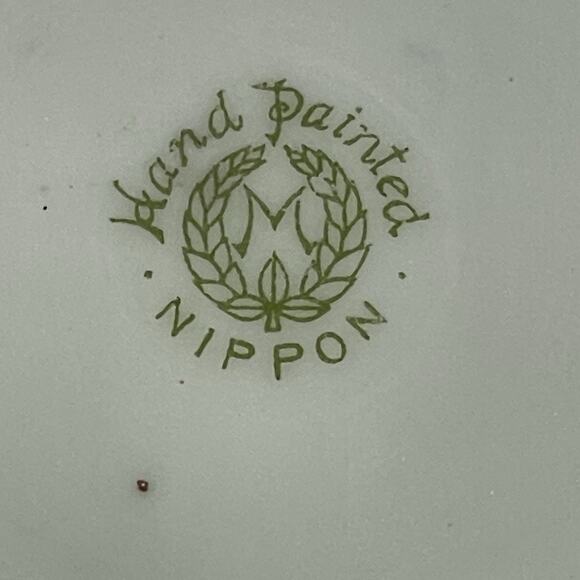 Hand Painted
M
· NIPPON ·